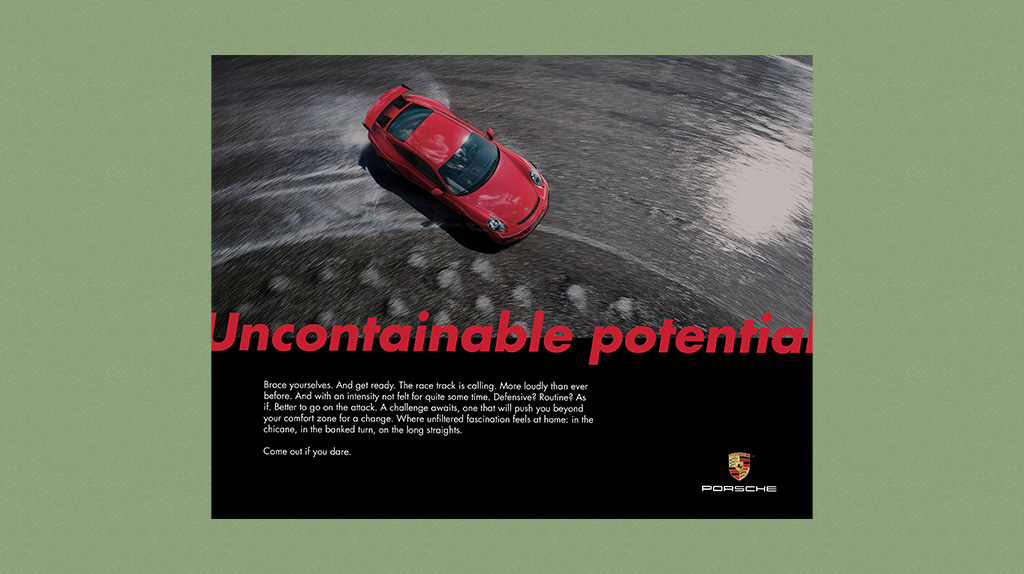 Uncontainable potential
Brace yourselves. And get ready. The race track is calling. More loudly than ever
before. And with an intensity not felt for quite some time. Defensive? Routine? As
if. Better to go on the attack. A challenge awaits, one that will push you beyond
your comfort zone for a change. Where unfiltered fascination feels at home: in the
chicane, in the banked turn, on the long straights.
Come out if you dare.
PORSCHE